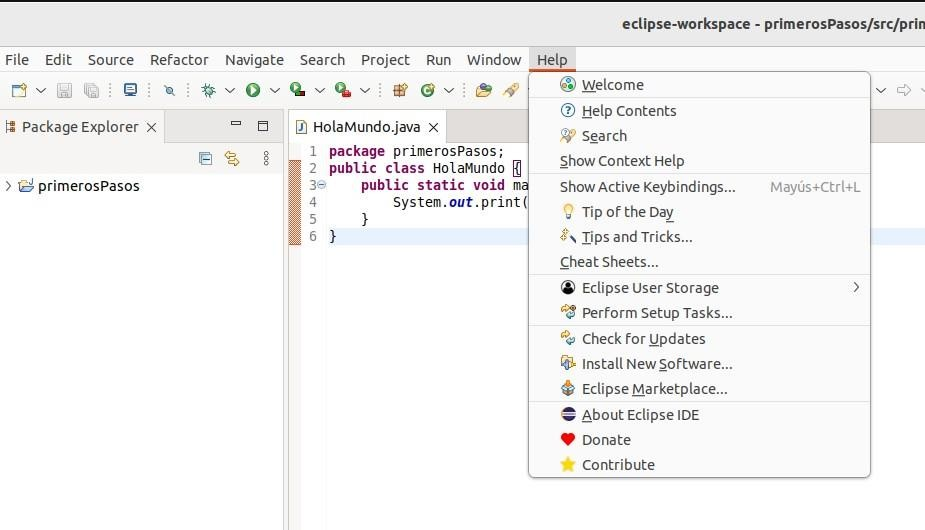 eclipse-workspace - primerosPasos/src/prim
File Edit Source Refactor Navigate Search Project Run Window Help
Package Explorer
primerosPasos
HolaMundo.java
1 package primerosPasos;
2 public class HolaMundo {
3 public static void ma
4 System.out.print(
5 }
6 }
Welcome
Help Contents
Search
Show Context Help
Show Active Keybindings... Mayús+Ctrl+L
Tip of the Day
Tips and Tricks...
Cheat Sheets...
Eclipse User Storage
Perform Setup Tasks...
Check for Updates
Install New Software...
Eclipse Marketplace...
About Eclipse IDE
Donate
Contribute